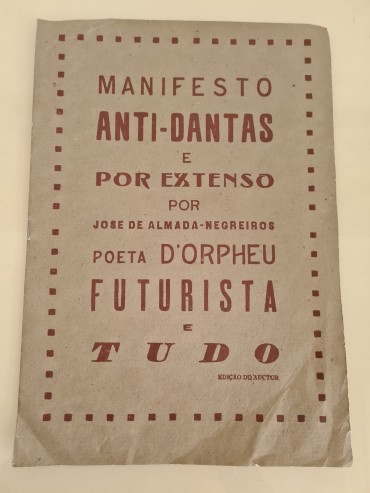 MANIFESTO
ANTI-DANTAS
E
POR EXTENSO
POR
JOSE DE ALMADA-NEGREIROS
POETA D'ORPHEU
FUTURISTA
E
TUDO
EDIÇÃO DO AUCTOR